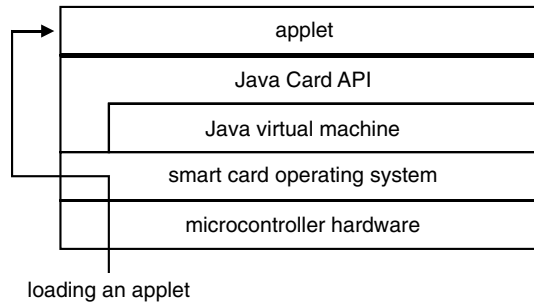 applet
Java Card API
Java virtual machine
smart card operating system
microcontroller hardware
loading an applet